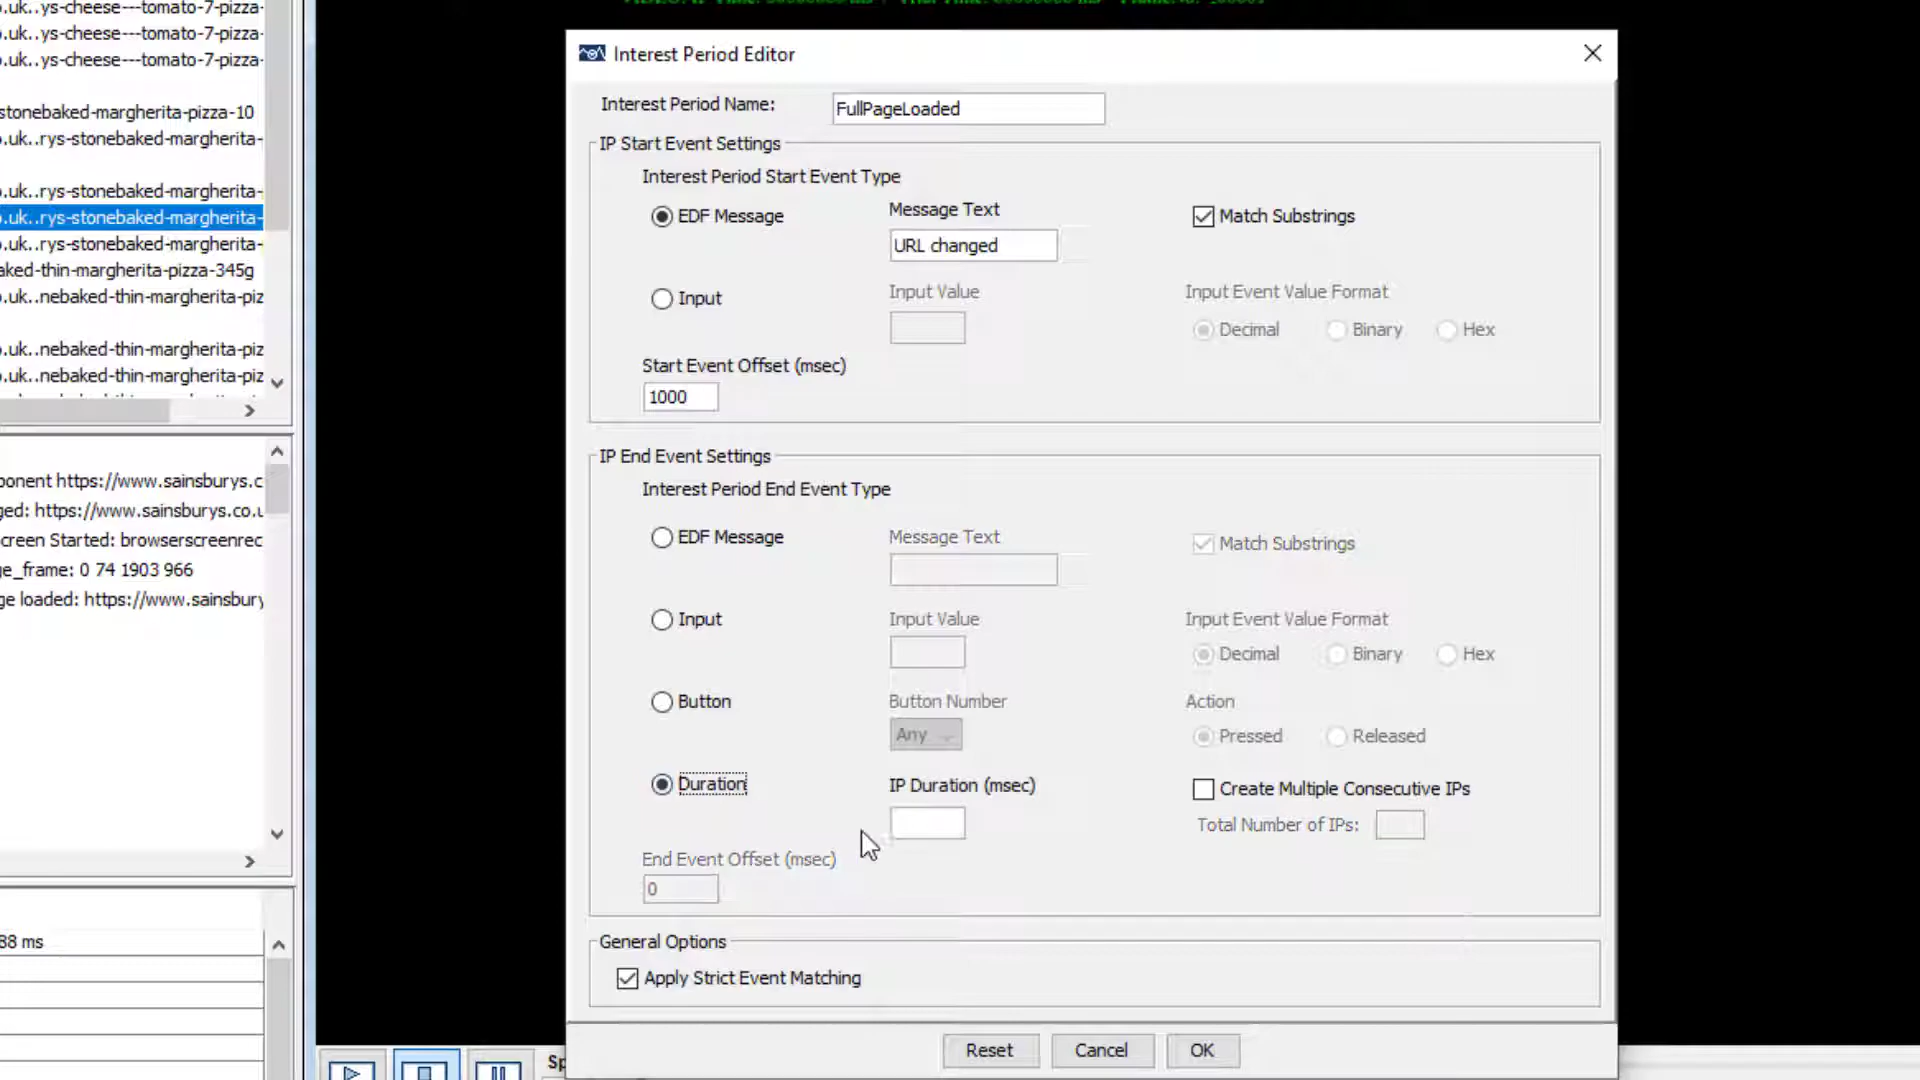 .uk..ys-cheese---tomato-7-pizza-
.uk..ys-cheese---tomato-7-pizza-
stonebaked-margherita-pizza-10
.uk..rys-stonebaked-margherita-
.uk..rys-stonebaked-margherita-
.uk..rys-stonebaked-margherita-
.uk..rys-stonebaked-margherita-
aked-thin-margherita-pizza-345g
.uk..nebaked-thin-margherita-piz
.uk..nebaked-thin-margherita-piz
.uk..nebaked-thin-margherita-piz
ponent https://www.sainsburys.c
ged: https://www.sainsburys.co.u
creen Started: browserscreenrec
ge_frame: 0 74 1903 966
ge loaded: https://www.sainsbury
88 ms
Interest Period Editor
Interest Period Name:
FullPageLoaded
IP Start Event Settings
Interest Period Start Event Type
EDF Message
Message Text
Match Substrings
URL changed
Input
Input Value
Input Event Value Format
Decimal
Binary
Hex
Start Event Offset (msec)
1000
IP End Event Settings
Interest Period End Event Type
EDF Message
Message Text
Match Substrings
Input
Input Value
Input Event Value Format
Decimal
Binary
Hex
Button
Button Number
Action
Any
Pressed
Released
Duration
IP Duration (msec)
Create Multiple Consecutive IPs
Total Number of IPs:
End Event Offset (msec)
0
General Options
Apply Strict Event Matching
Reset
Cancel
OK
Sp